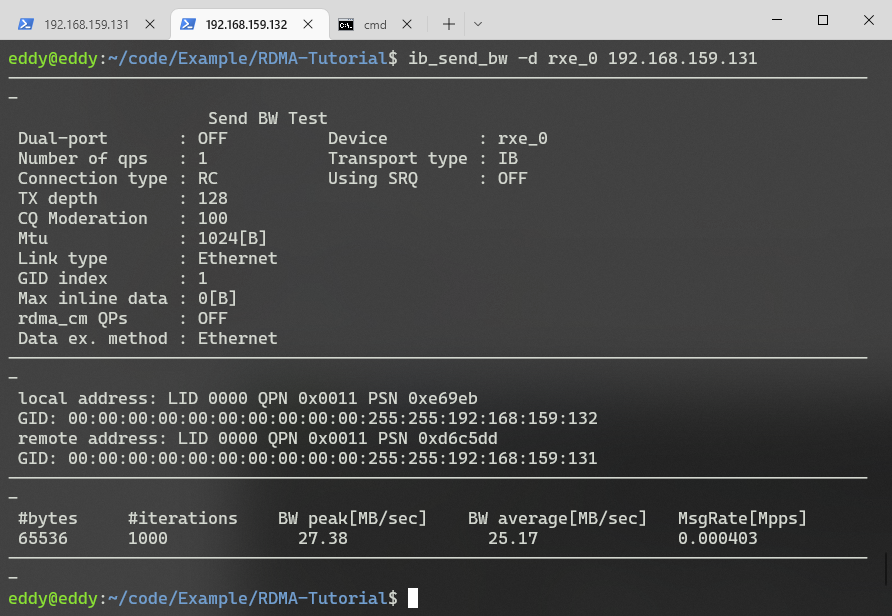 192.168.159.131 192.168.159.132 cmd
eddy@eddy:~/code/Example/RDMA-Tutorial$ ib_send_bw -d rxe_0 192.168.159.131
Send BW Test
Dual-port : OFF Device : rxe_0
Number of qps : 1 Transport type : IB
Connection type : RC Using SRQ : OFF
TX depth : 128
CQ Moderation : 100
Mtu : 1024[B]
Link type : Ethernet
GID index : 1
Max inline data : 0[B]
rdma_cm QPs : OFF
Data ex. method : Ethernet
local address: LID 0000 QPN 0x0011 PSN 0xe69eb
GID: 00:00:00:00:00:00:00:00:00:00:255:255:192:168:159:132
remote address: LID 0000 QPN 0x0011 PSN 0xd6c5dd
GID: 00:00:00:00:00:00:00:00:00:00:255:255:192:168:159:131
#bytes #iterations BW peak[MB/sec] BW average[MB/sec] MsgRate[Mpps]
65536 1000 27.38 25.17 0.000403
eddy@eddy:~/code/Example/RDMA-Tutorial$